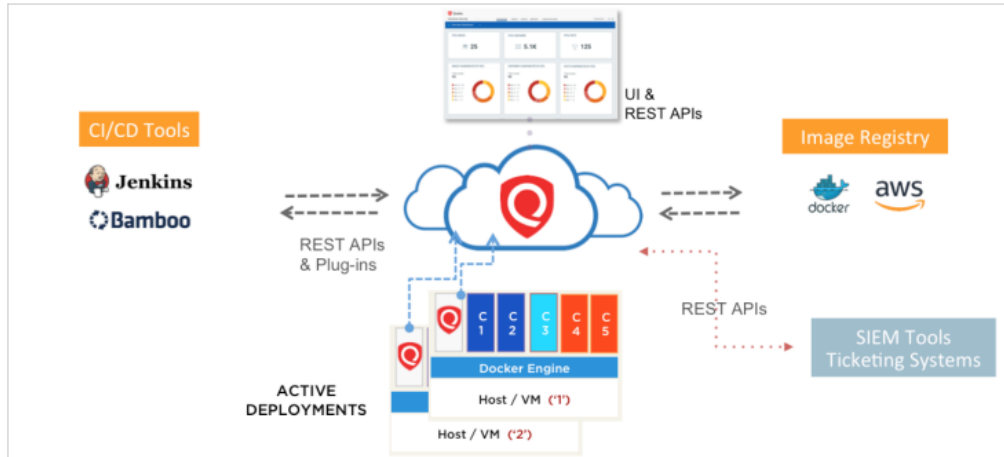 25
5.1K
125
UI &
REST APIs
CI/CD Tools
Jenkins
Bamboo
Image Registry
docker
aws
REST APIs
& Plug-ins
REST APIs
SIEM Tools
Ticketing Systems
C
1
C
2
C
3
C
4
C
5
Docker Engine
Host / VM ('1')
ACTIVE
DEPLOYMENTS
Host / VM ('2')